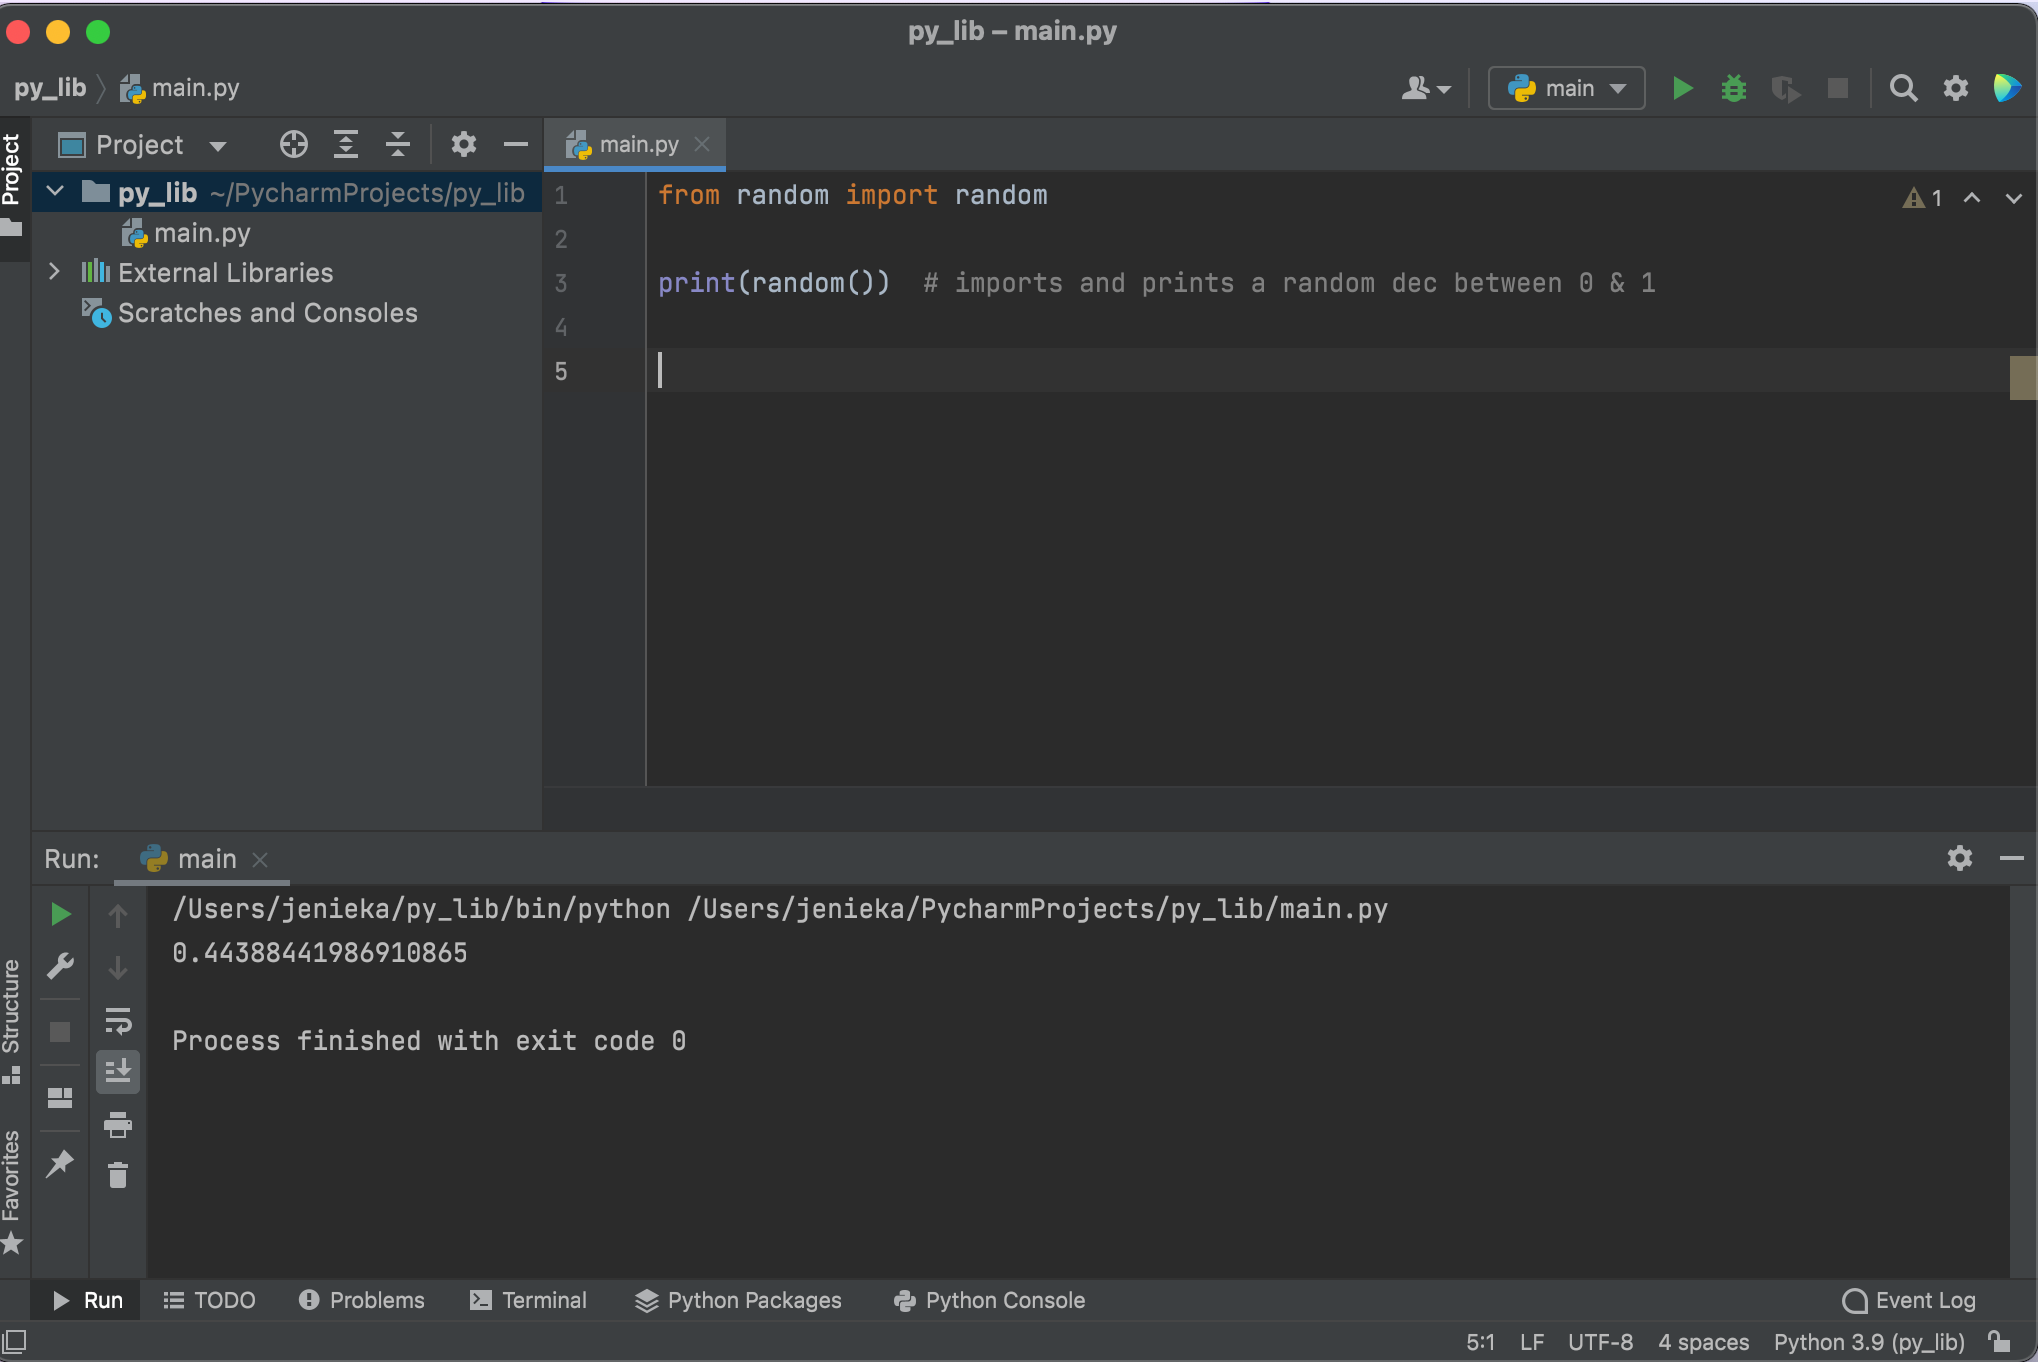 py_lib – main.py
py_lib main.py
main
Project
Project
main.py
py_lib ~/PycharmProjects/py_lib
main.py
External Libraries
Scratches and Consoles
1 from random import random
1
2
3 print(random())  # imports and prints a random dec between 0 & 1
4
5
Run: main
/Users/jenieka/py_lib/bin/python /Users/jenieka/PycharmProjects/py_lib/main.py
0.44388441986910865
Process finished with exit code 0
Structure
Favorites
Run TODO Problems Terminal Python Packages Python Console Event Log
5:1 LF UTF-8 4 spaces Python 3.9 (py_lib)